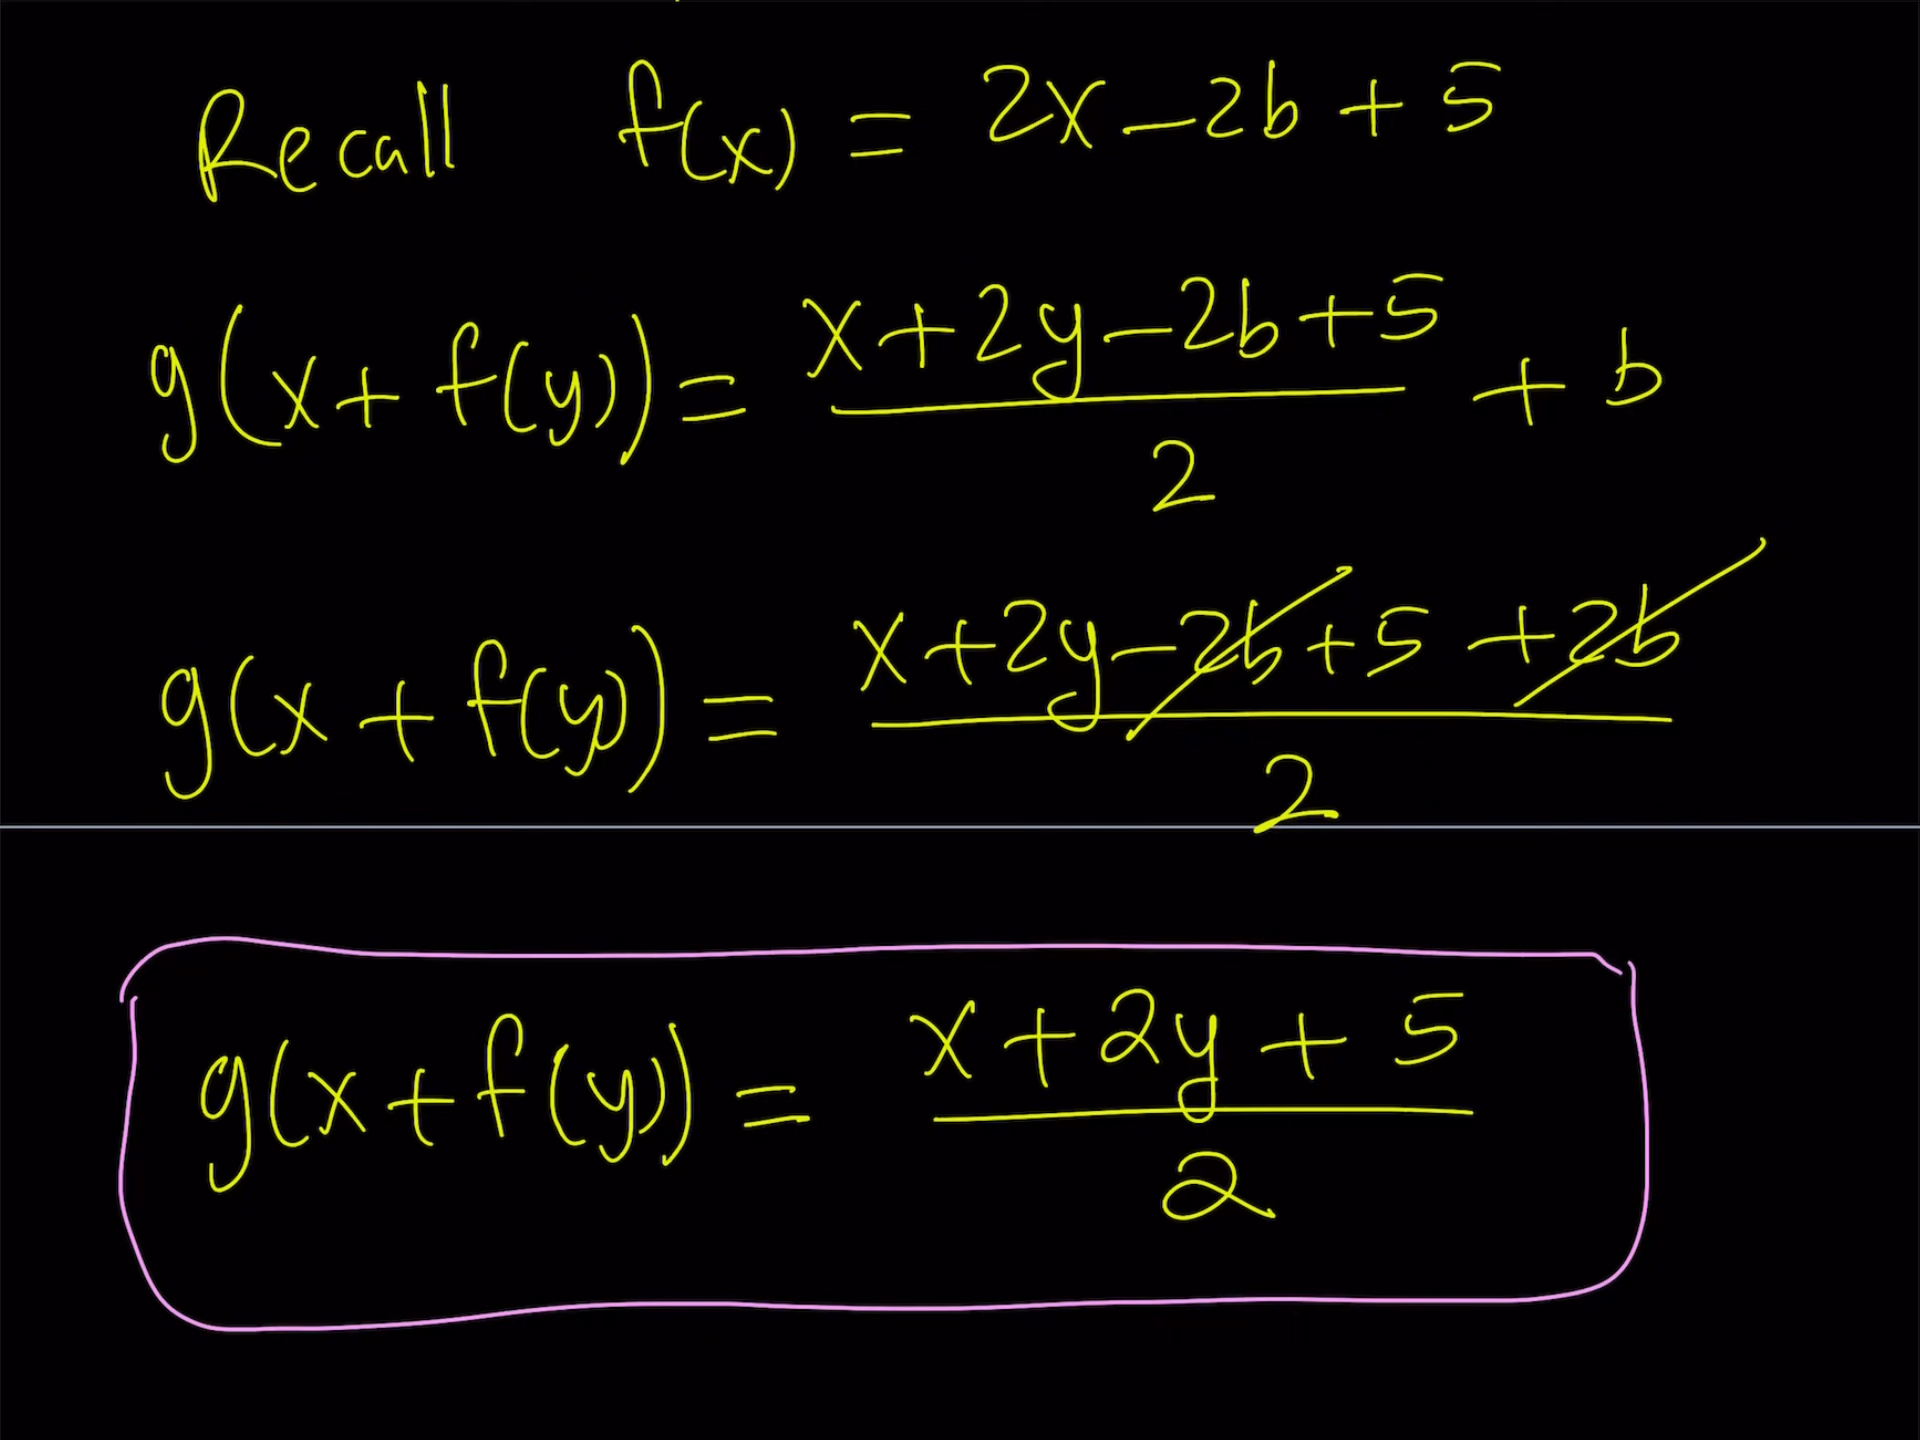 Recall f(x) = 2x - 2b + 5
g(x + f(y)) = (x + 2y - 2b + 5)/2 + b
g(x + f(y)) = (x + 2y - 2b + 5 + 2b)/2
g(x + f(y)) = (x + 2y + 5)/2